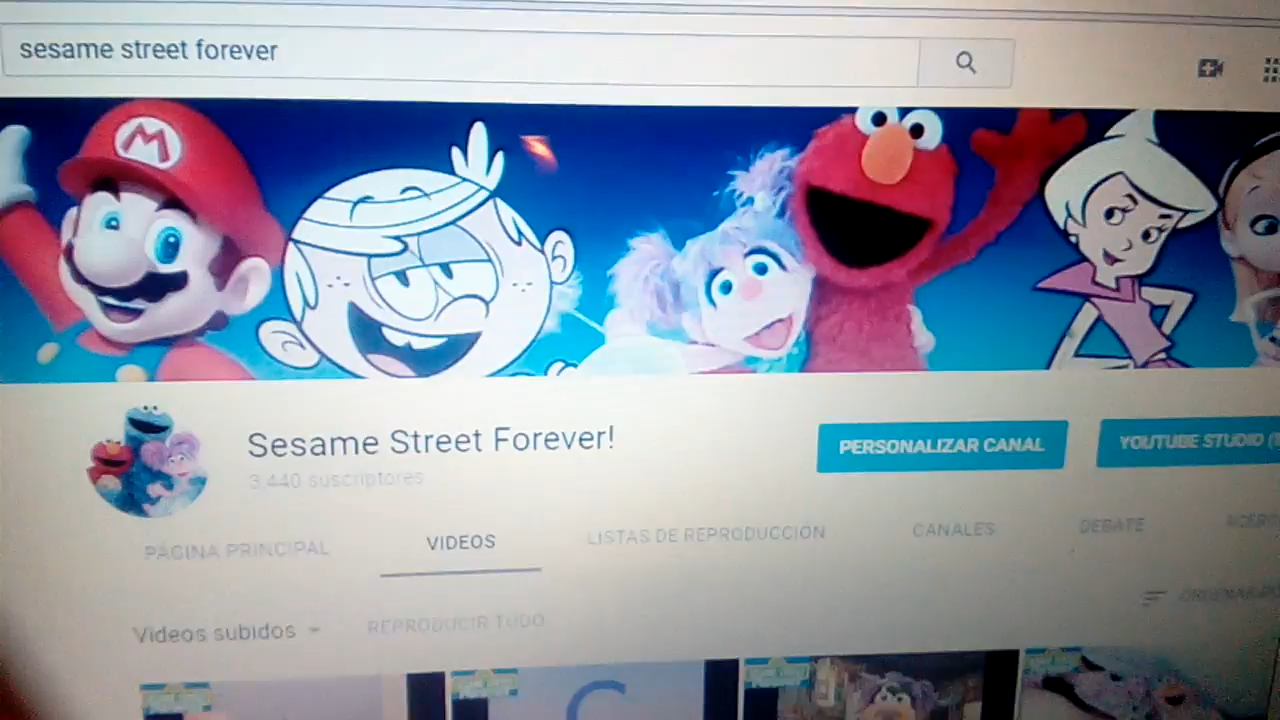 sesame street forever
M
Sesame Street Forever!
3,440 suscriptores
PERSONALIZAR CANAL
YOUTUBE STUDIO
PÁGINA PRINCIPAL
VIDEOS
LISTAS DE REPRODUCCIÓN
CANALES
DEBATE
Videos subidos
REPRODUCIR TODO
C